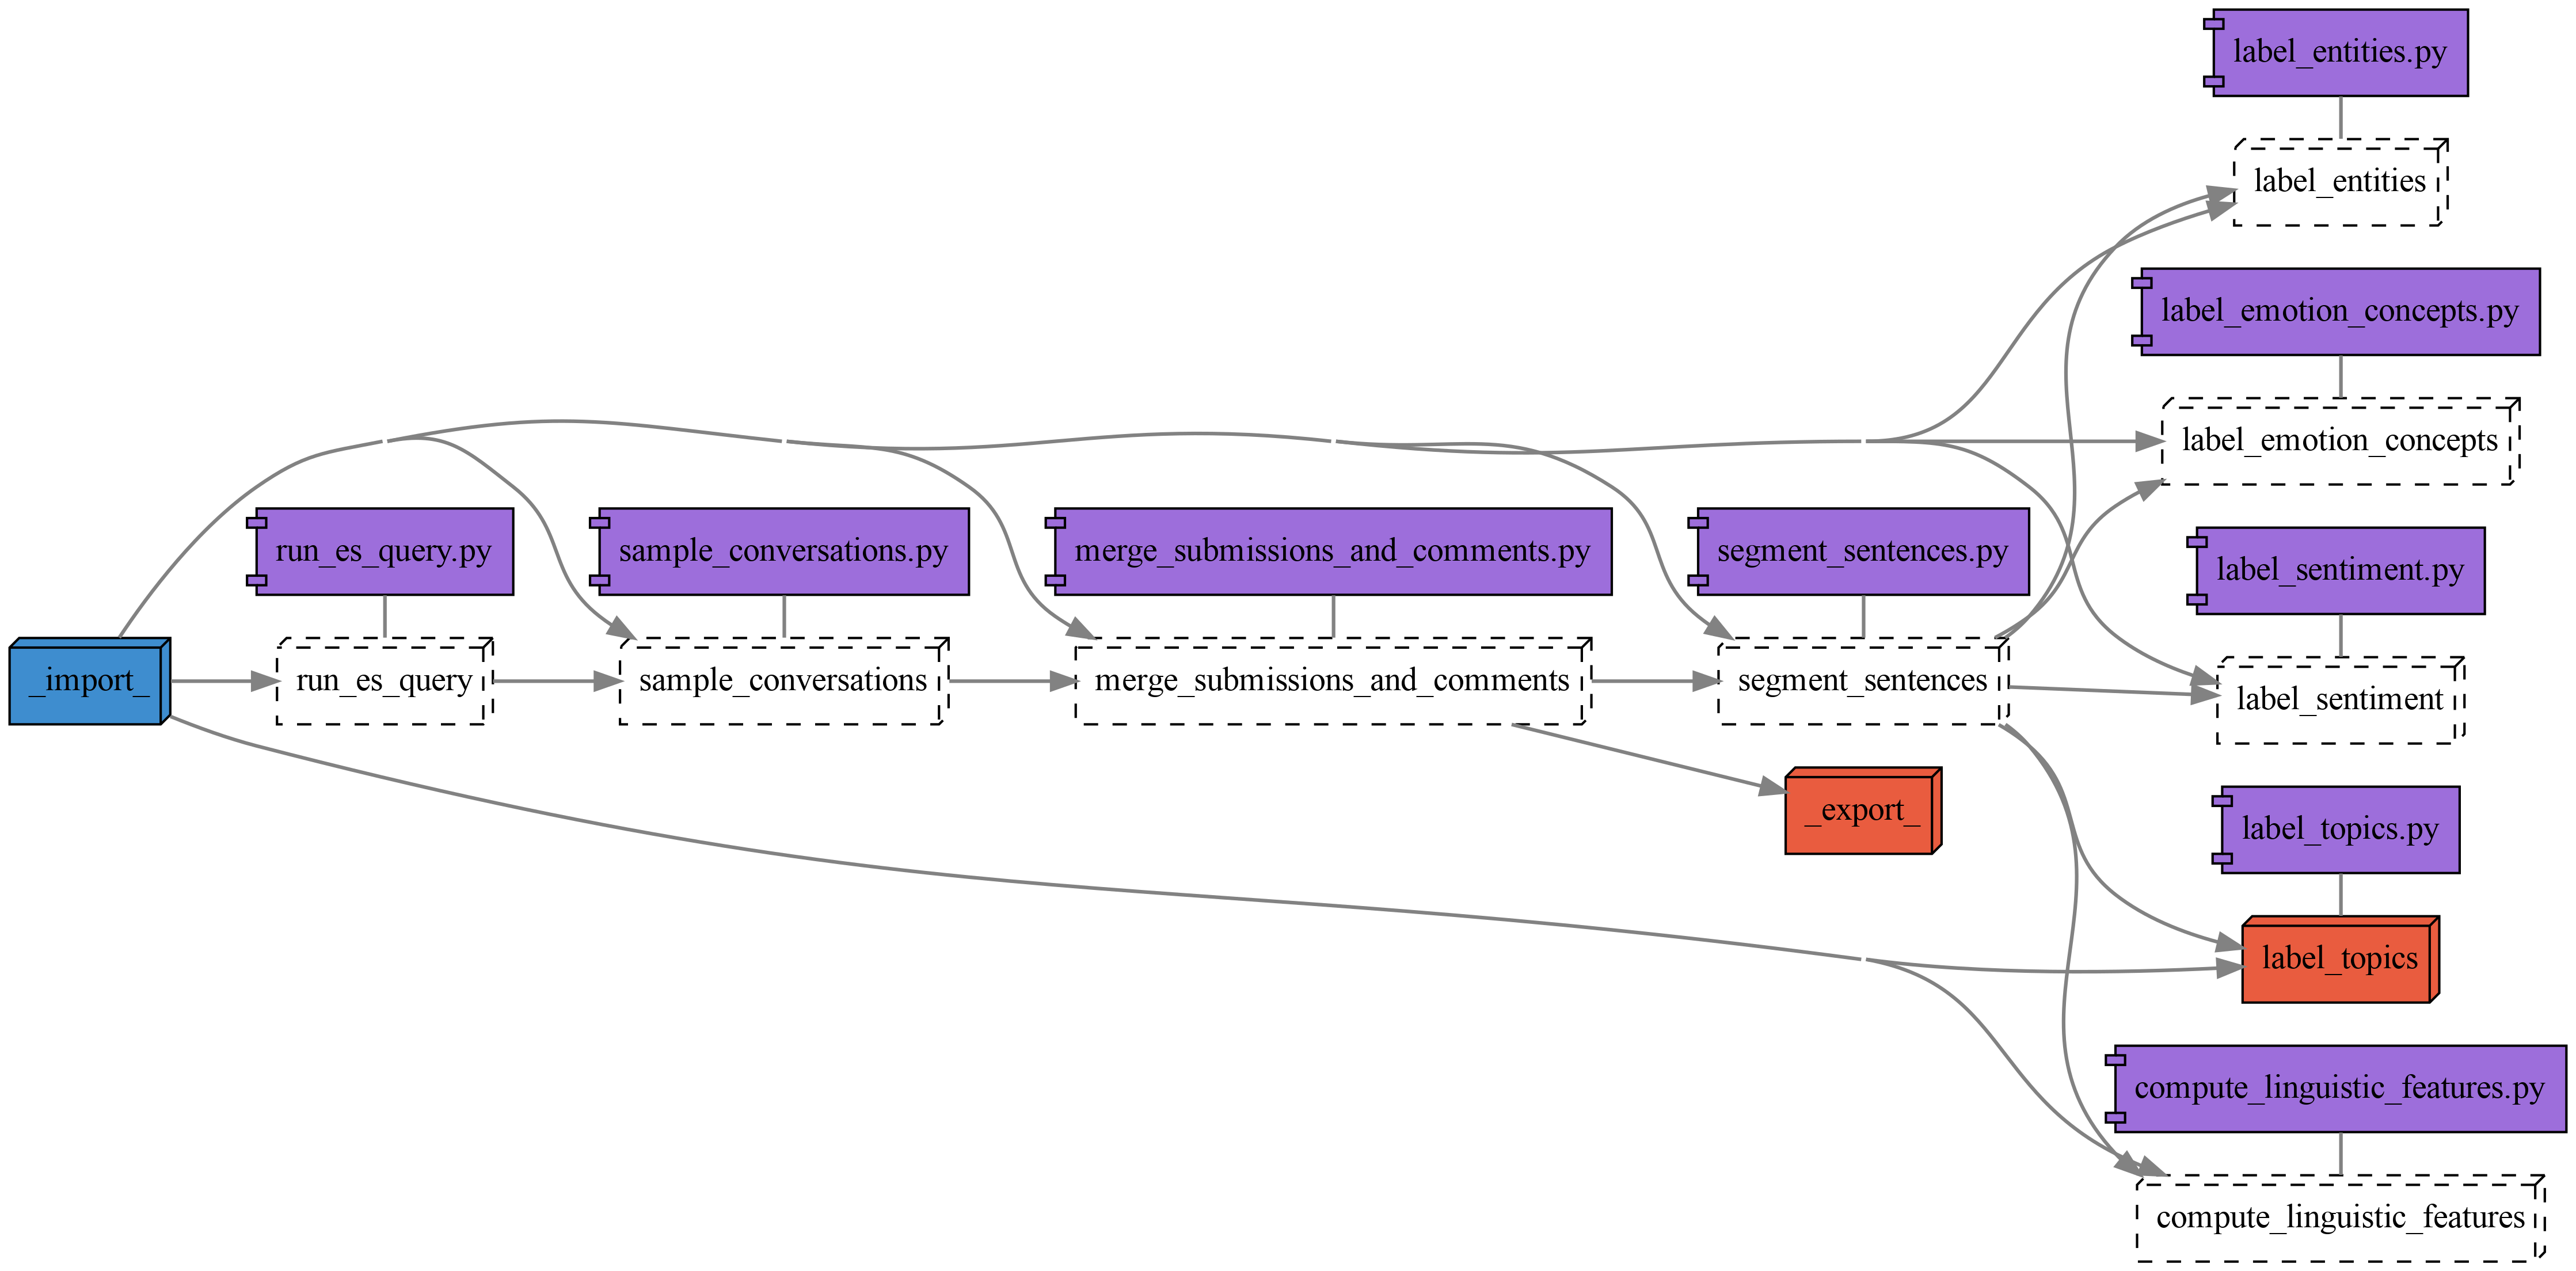 label_entities.py
label_entities
label_emotion_concepts.py
label_emotion_concepts
run_es_query.py
sample_conversations.py
merge_submissions_and_comments.py
segment_sentences.py
label_sentiment.py
_import_
run_es_query
sample_conversations
merge_submissions_and_comments
segment_sentences
label_sentiment
_export_
label_topics.py
label_topics
compute_linguistic_features.py
compute_linguistic_features